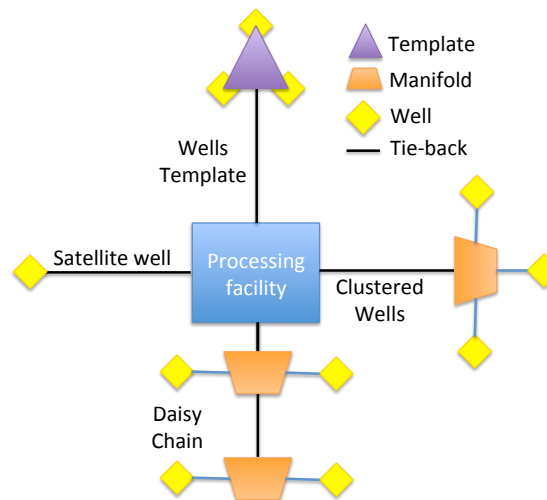 Template
Manifold
Well
Tie-back
Wells
Template
Satellite well
Processing
facility
Clustered
Wells
Daisy
Chain